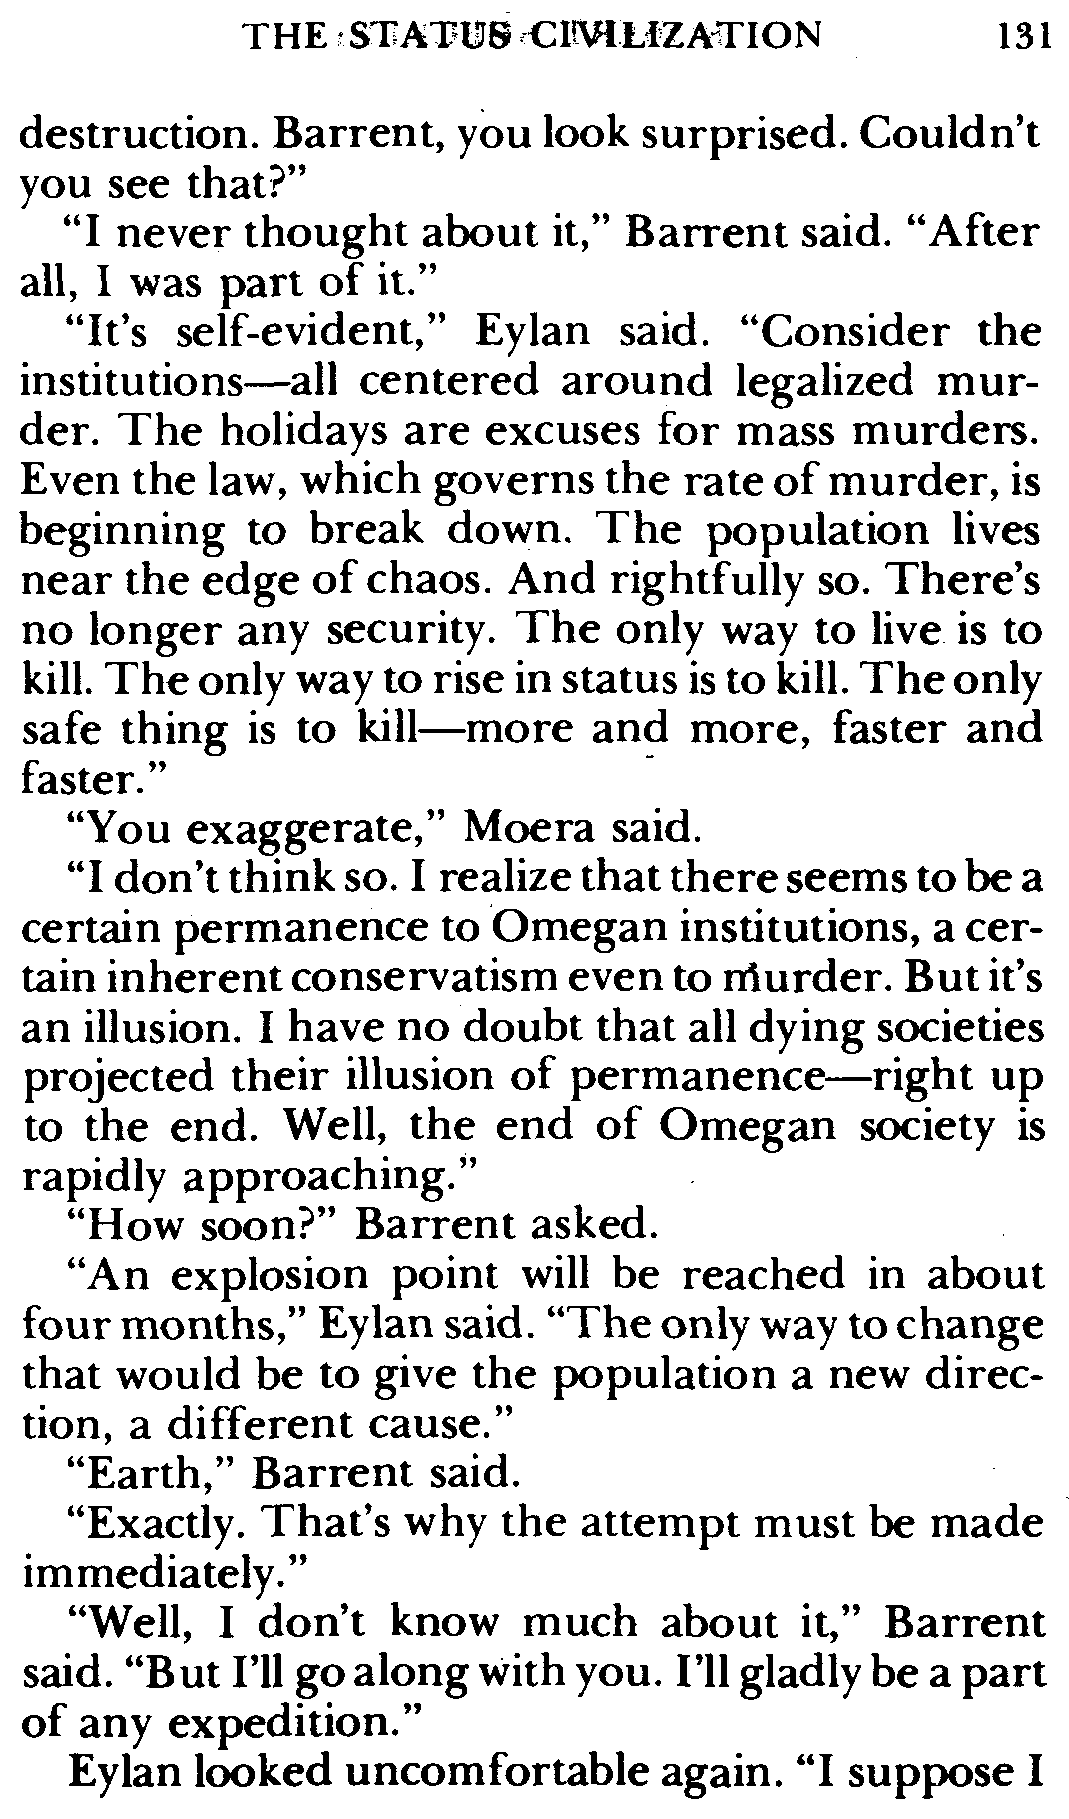 THE STATUS CIVILIZATION 131
destruction. Barrent, you look surprised. Couldn't
you see that?”
“I never thought about it,” Barrent said. “After
all, I was part of it.”
“It's self-evident,” Eylan said. “Consider the
institutions—all centered around legalized mur-
der. The holidays are excuses for mass murders.
Even the law, which governs the rate of murder, is
beginning to break down. The population lives
near the edge of chaos. And rightfully so. There's
no longer any security. The only way to live is to
kill. The only way to rise in status is to kill. The only
safe thing is to kill—more and more, faster and
faster.”
“You exaggerate,” Moera said.
“I don't think so. I realize that there seems to be a
certain permanence to Omegan institutions, a cer-
tain inherent conservatism even to murder. But it's
an illusion. I have no doubt that all dying societies
projected their illusion of permanence—right up
to the end. Well, the end of Omegan society is
rapidly approaching.”
“How soon?” Barrent asked.
“An explosion point will be reached in about
four months,” Eylan said. “The only way to change
that would be to give the population a new direc-
tion, a different cause.”
“Earth,” Barrent said.
“Exactly. That's why the attempt must be made
immediately.”
“Well, I don't know much about it,” Barrent
said. “But I'll go along with you. I'll gladly be a part
of any expedition.”
Eylan looked uncomfortable again. “I suppose I